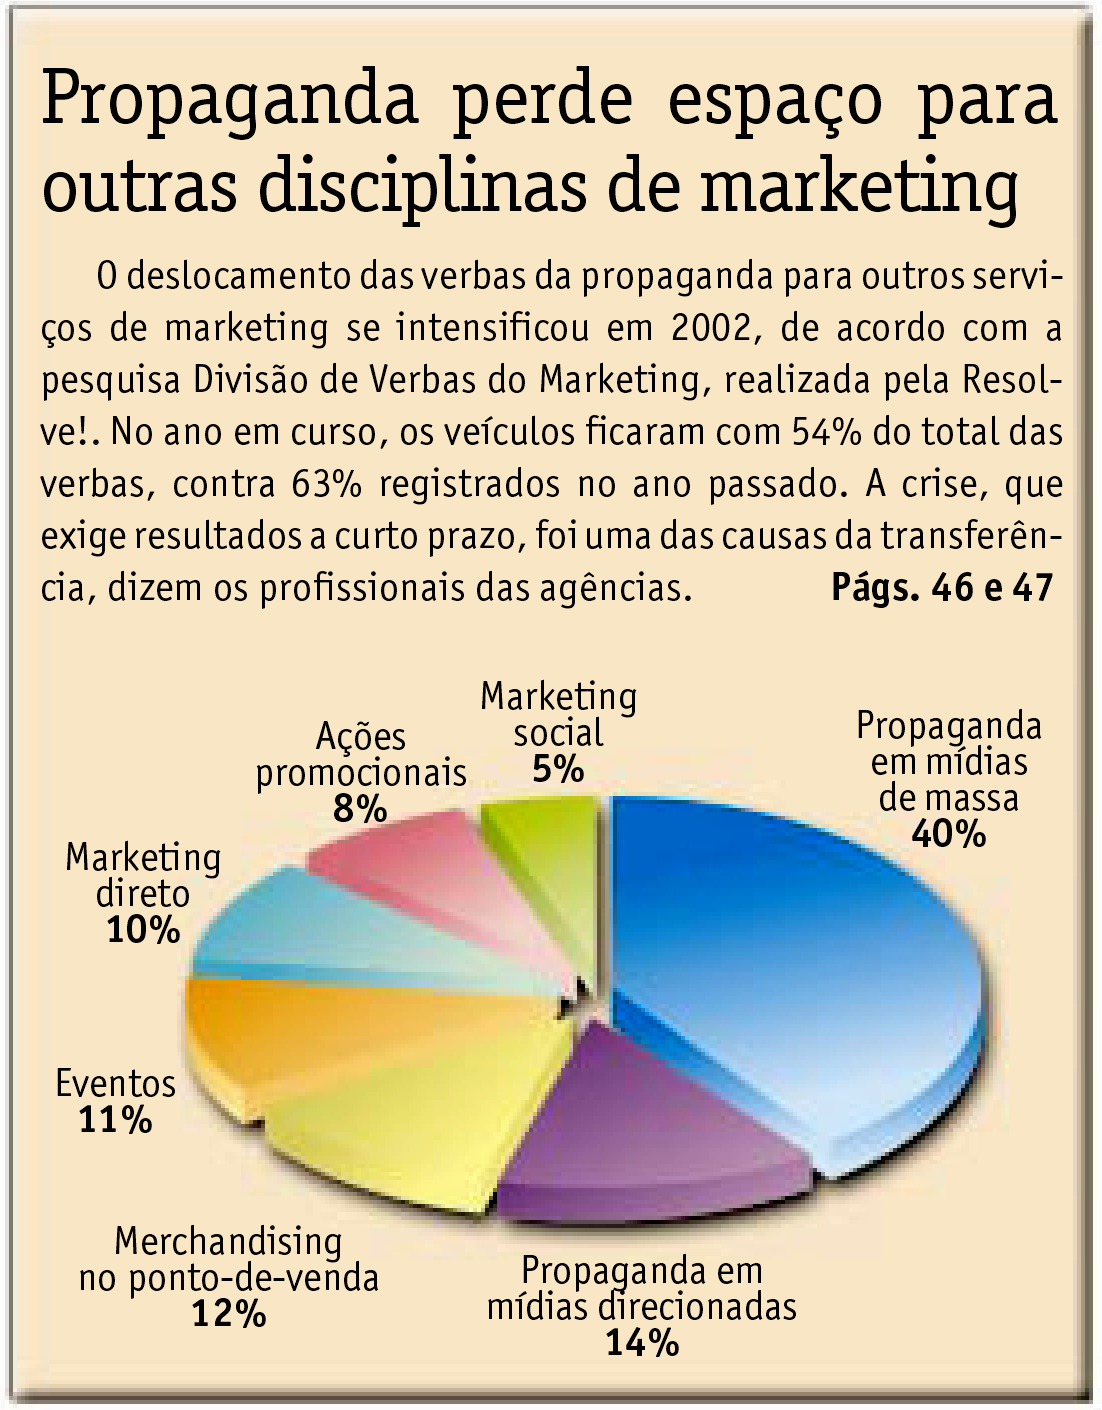 Propaganda perde espaço para
outras disciplinas de marketing
O deslocamento das verbas da propaganda para outros servi-
ços de marketing se intensificou em 2002, de acordo com a
pesquisa Divisão de Verbas do Marketing, realizada pela Resol-
ve!. No ano em curso, os veículos ficaram com 54% do total das
verbas, contra 63% registrados no ano passado. A crise, que
exige resultados a curto prazo, foi uma das causas da transferên-
cia, dizem os profissionais das agências. Págs. 46 e 47
Marketing
social
5%
Propaganda
em mídias
de massa
40%
Ações
promocionais
8%
Marketing
direto
10%
Eventos
11%
Merchandising
no ponto-de-venda
12%
Propaganda em
mídias direcionadas
14%